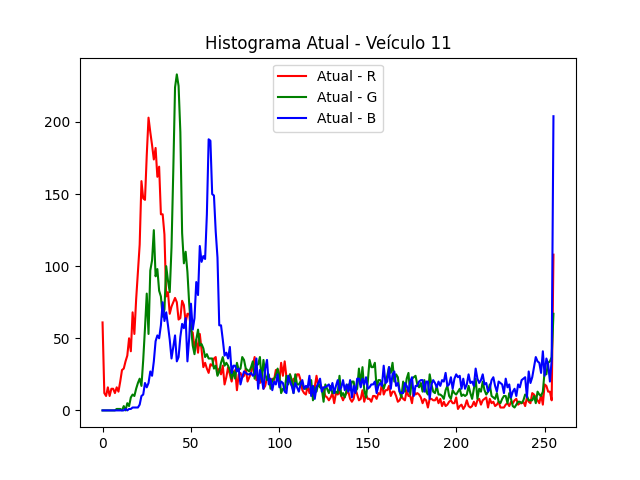 Histograma Atual - Veículo 11
Atual - R
Atual - G
Atual - B
200
150
100
50
0
0 50 100 150 200 250